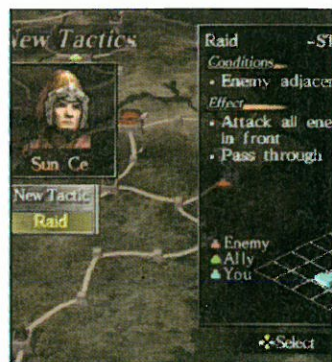 New Tactics
Sun Ce
New Tactic
Raid
Raid -ST
Conditions
• Enemy adjacen
Effect
• Attack all ene
in front
• Pass through
Enemy
Ally
You
Select